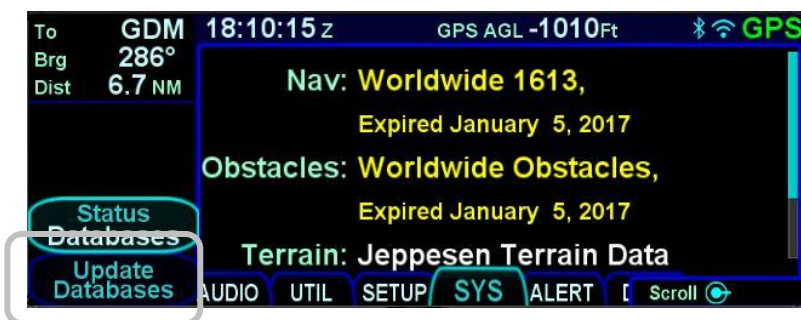 To GDM
Brg 286°
Dist 6.7 NM
18:10:15 Z GPS AGL -1010Ft GPS
Nav: Worldwide 1613,
Expired January 5, 2017
Obstacles: Worldwide Obstacles,
Expired January 5, 2017
Terrain: Jeppesen Terrain Data
Status
Databases
Update
Databases
AUDIO UTIL SETUP SYS ALERT Scroll